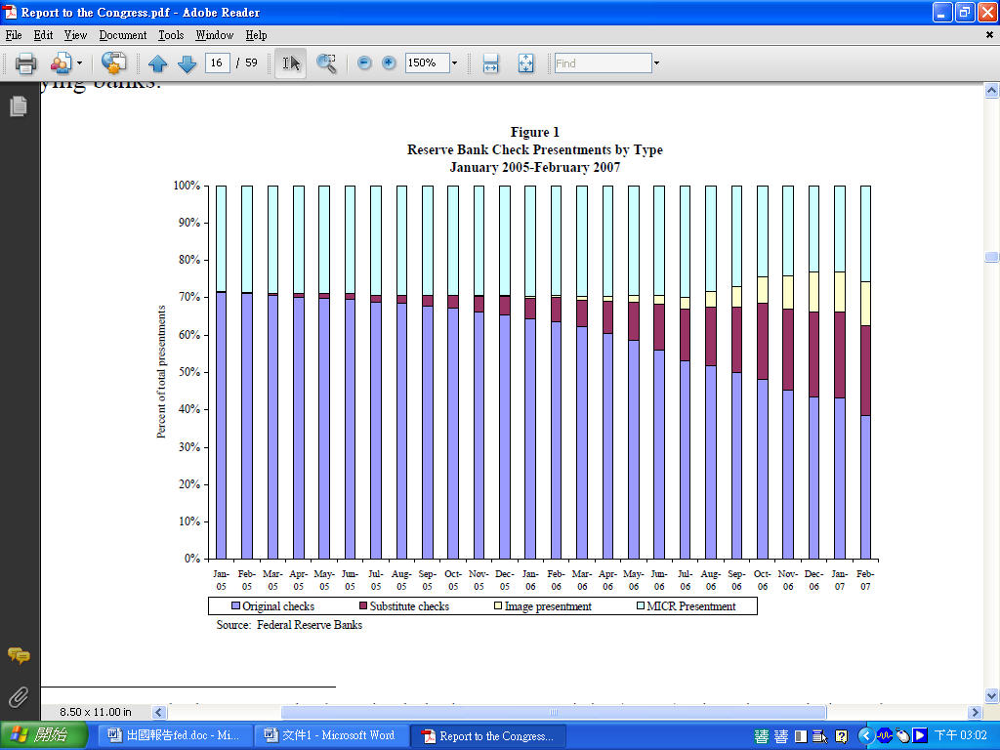 Report to the Congress.pdf - Adobe Reader
File Edit View Document Tools Window Help
16 / 59 150% Find
ying banks.
Figure 1
Reserve Bank Check Presentments by Type
January 2005-February 2007
Percent of total presentments
100%
90%
80%
70%
60%
50%
40%
30%
20%
10%
0%
Jan-05 Feb-05 Mar-05 Apr-05 May-05 Jun-05 Jul-05 Aug-05 Sep-05 Oct-05 Nov-05 Dec-05 Jan-06 Feb-06 Mar-06 Apr-06 May-06 Jun-06 Jul-06 Aug-06 Sep-06 Oct-06 Nov-06 Dec-06 Jan-07 Feb-07
Original checks Substitute checks Image presentment MICR Presentment
Source: Federal Reserve Banks
8.50 x 11.00 in
開始 出國報告fed.doc - Mi... 文件1 - Microsoft Word Report to the Congress... 下午 03:02